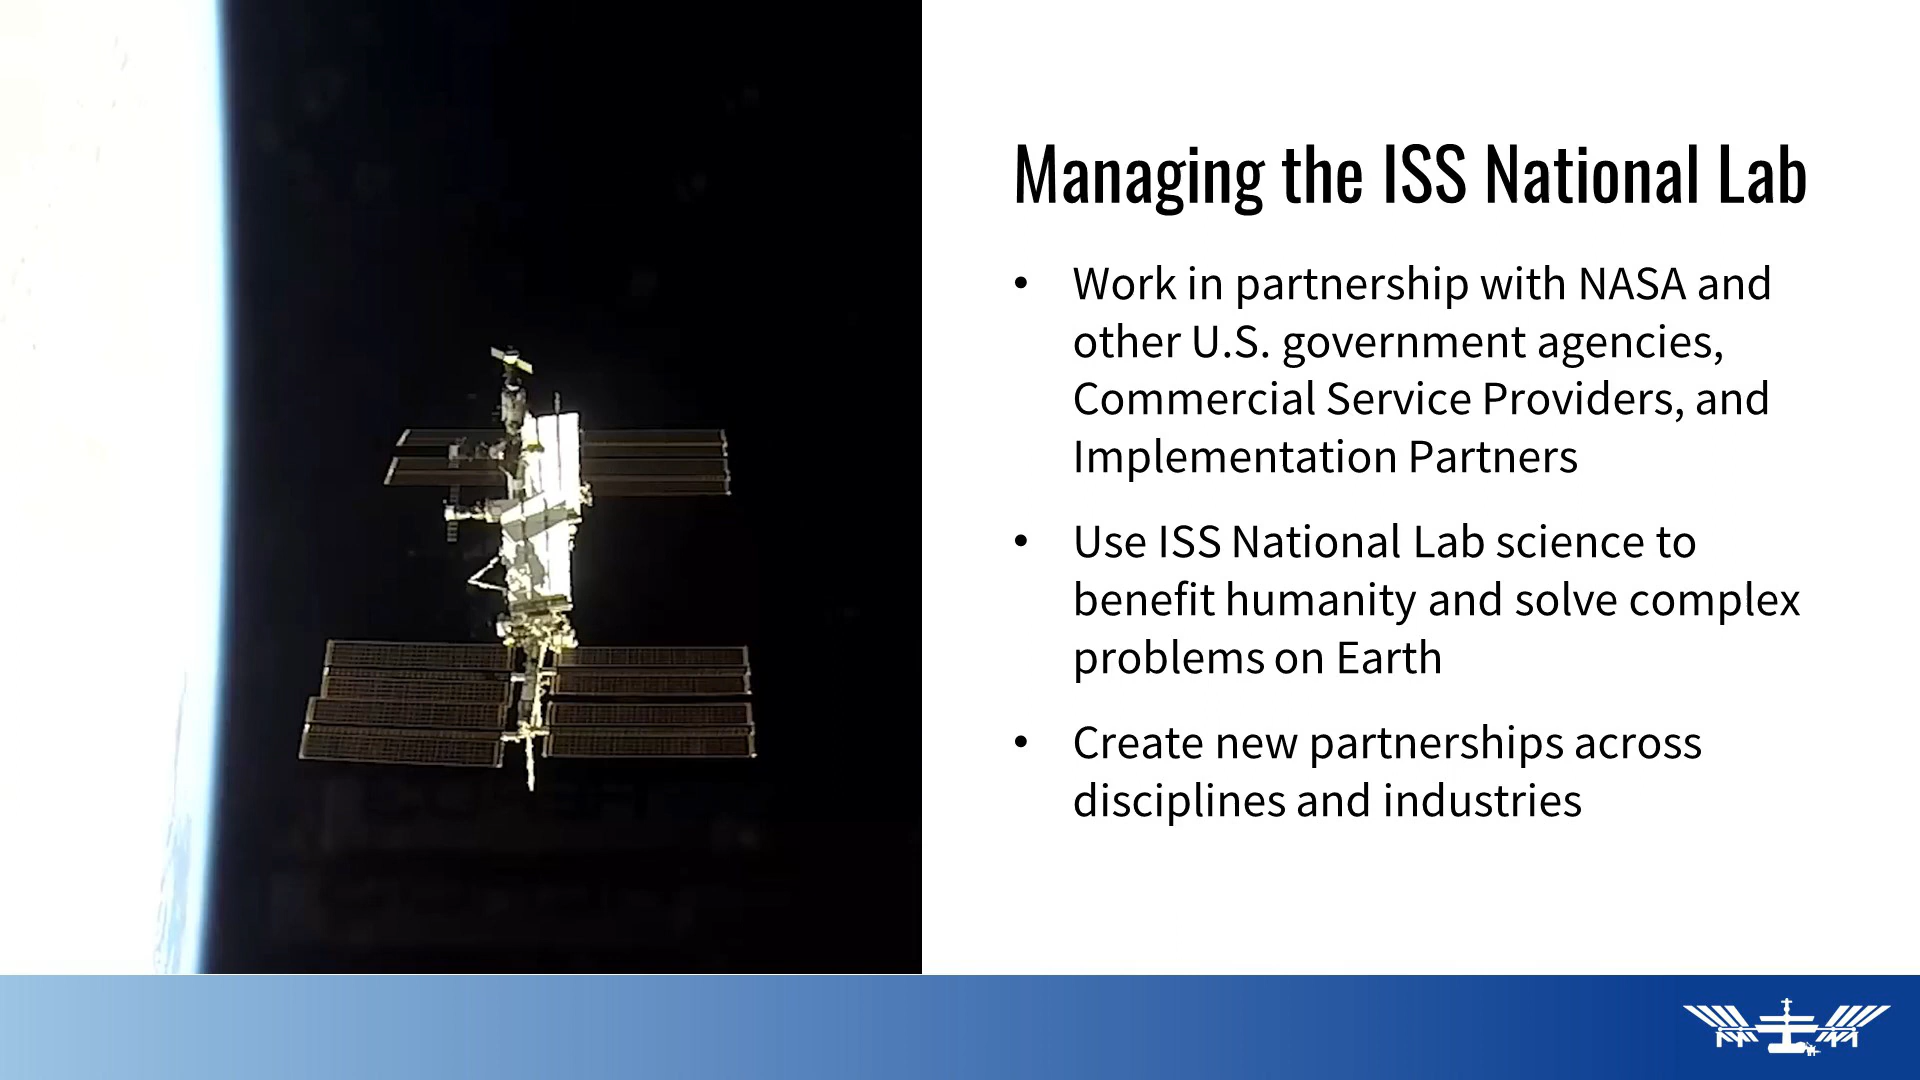 Managing the ISS National Lab
• Work in partnership with NASA and
other U.S. government agencies,
Commercial Service Providers, and
Implementation Partners
• Use ISS National Lab science to
benefit humanity and solve complex
problems on Earth
• Create new partnerships across
disciplines and industries